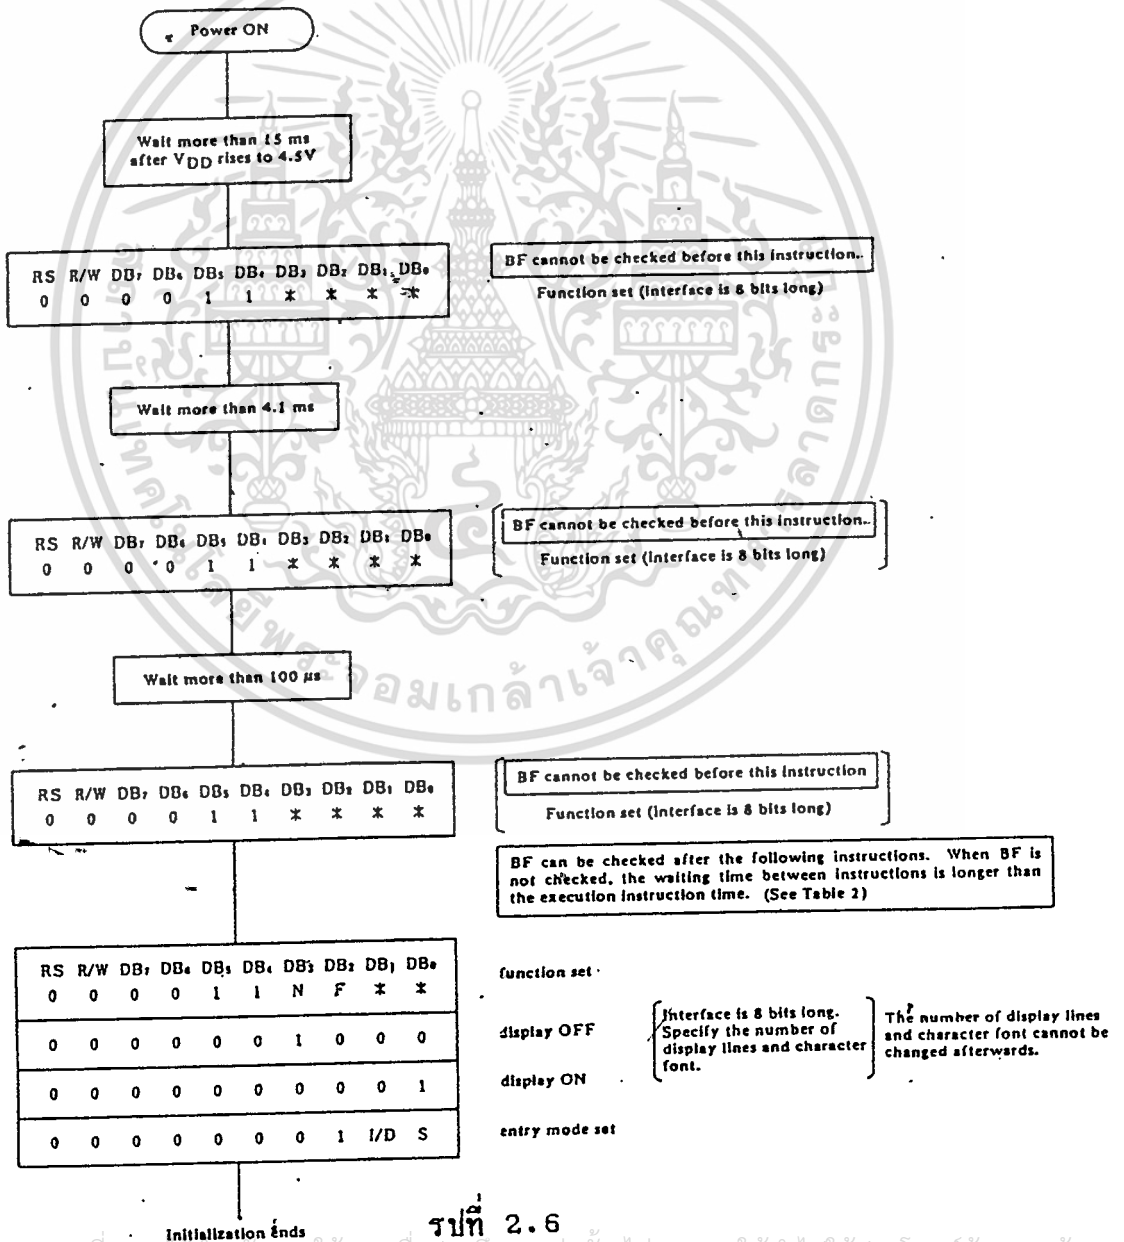 Power ON
Wait more than 15 ms
after VDD rises to 4.5V
RS R/W DB₇ DB₆ DB₅ DB₄ DB₃ DB₂ DB₁ DB₀
0 0 0 0 1 1 * * * *
BF cannot be checked before this instruction..
Function set (Interface is 8 bits long)
Wait more than 4.1 ms
RS R/W DB₇ DB₆ DB₅ DB₄ DB₃ DB₂ DB₁ DB₀
0 0 0 0 1 1 * * * *
BF cannot be checked before this instruction..
Function set (Interface is 8 bits long)
Wait more than 100 µs
RS R/W DB₇ DB₆ DB₅ DB₄ DB₃ DB₂ DB₁ DB₀
0 0 0 0 1 1 * * * *
BF cannot be checked before this instruction
Function set (Interface is 8 bits long)
BF can be checked after the following instructions. When BF is
not checked, the waiting time between instructions is longer than
the execution instruction time. (See Table 2)
RS R/W DB₇ DB₆ DB₅ DB₄ DB₃ DB₂ DB₁ DB₀
0 0 0 0 1 1 N F * *
0 0 0 0 0 0 1 0 0 0
0 0 0 0 0 0 0 0 0 1
0 0 0 0 0 0 0 1 I/D S
function set
display OFF
display ON
entry mode set
Interface is 8 bits long.
Specify the number of
display lines and character
font.
The number of display lines
and character font cannot be
changed afterwards.
Initialization ends
รูปที่ 2.6